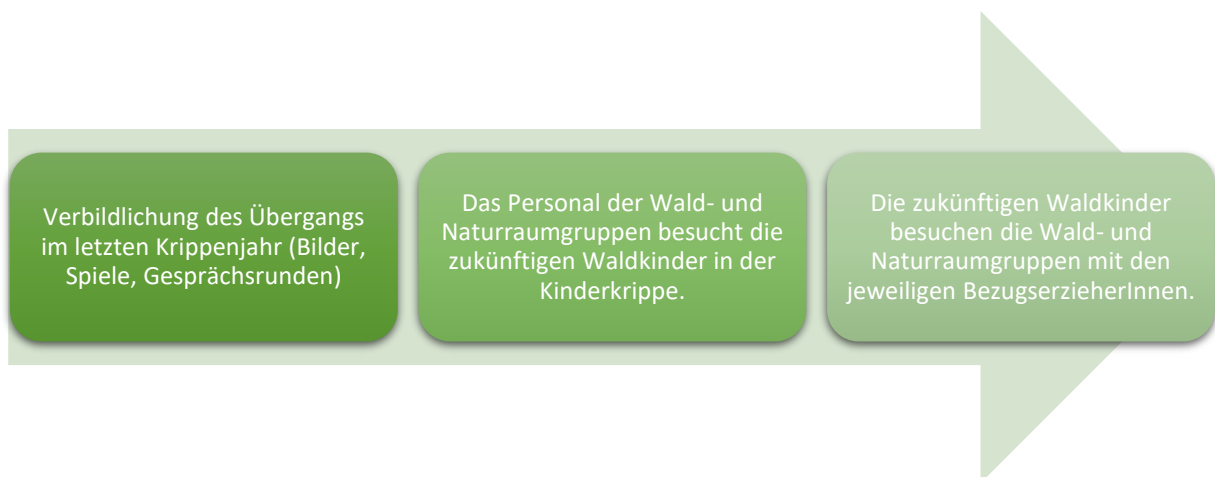 Verbildlichung des Übergangs
im letzten Krippenjahr (Bilder,
Spiele, Gesprächsrunden)
Das Personal der Wald- und
Naturraumgruppen besucht die
zukünftigen Waldkinder in der
Kinderkrippe.
Die zukünftigen Waldkinder
besuchen die Wald- und
Naturraumgruppen mit den
jeweiligen BezugserzieherInnen.